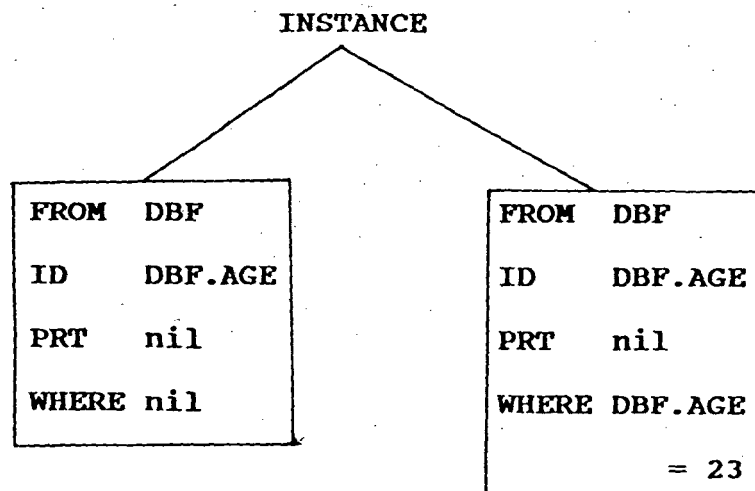 INSTANCE
FROM DBF
ID DBF.AGE
PRT nil
WHERE nil
FROM DBF
ID DBF.AGE
PRT nil
WHERE DBF.AGE
= 23